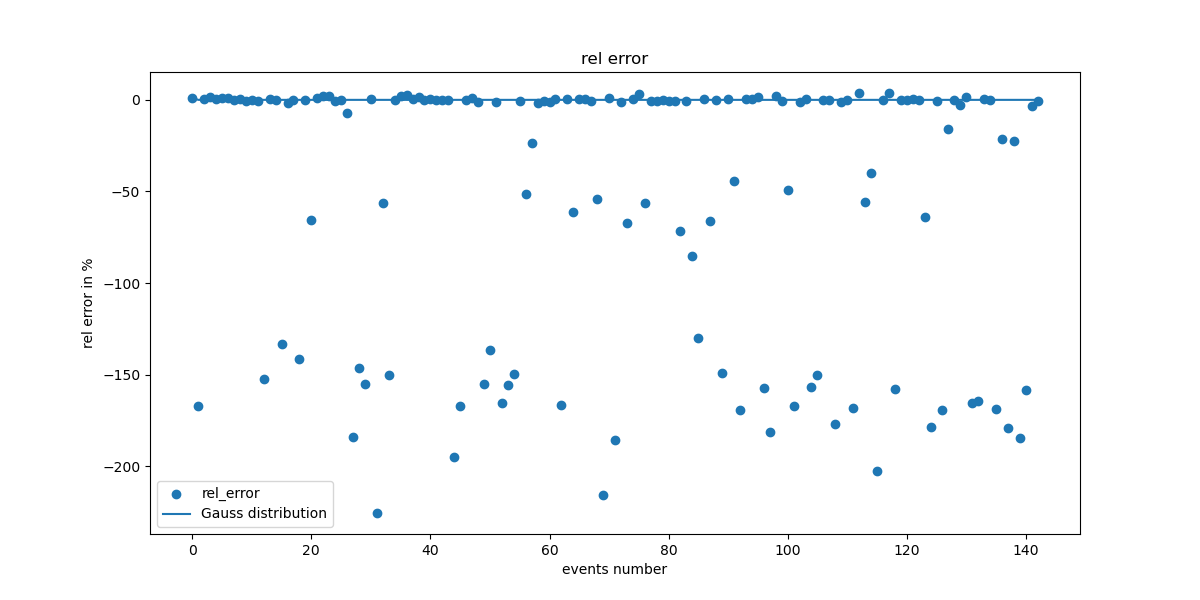 rel error
rel error in %
0
−50
−100
−150
−200
rel_error
Gauss distribution
0 20 40 60 80 100 120 140
events number